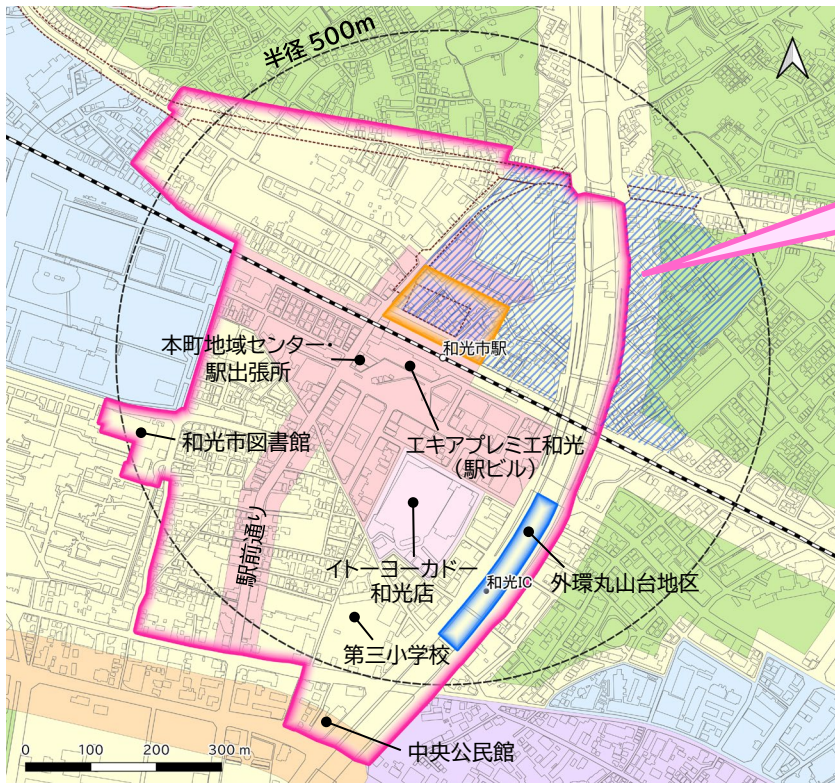 半径500m
和光市駅
本町地域センター・
駅出張所
和光市図書館
エキアプレミエ和光
（駅ビル）
駅前通り
イトーヨーカドー
和光店
和光IC
外環丸山台地区
第三小学校
中央公民館
0 100 200 300 m